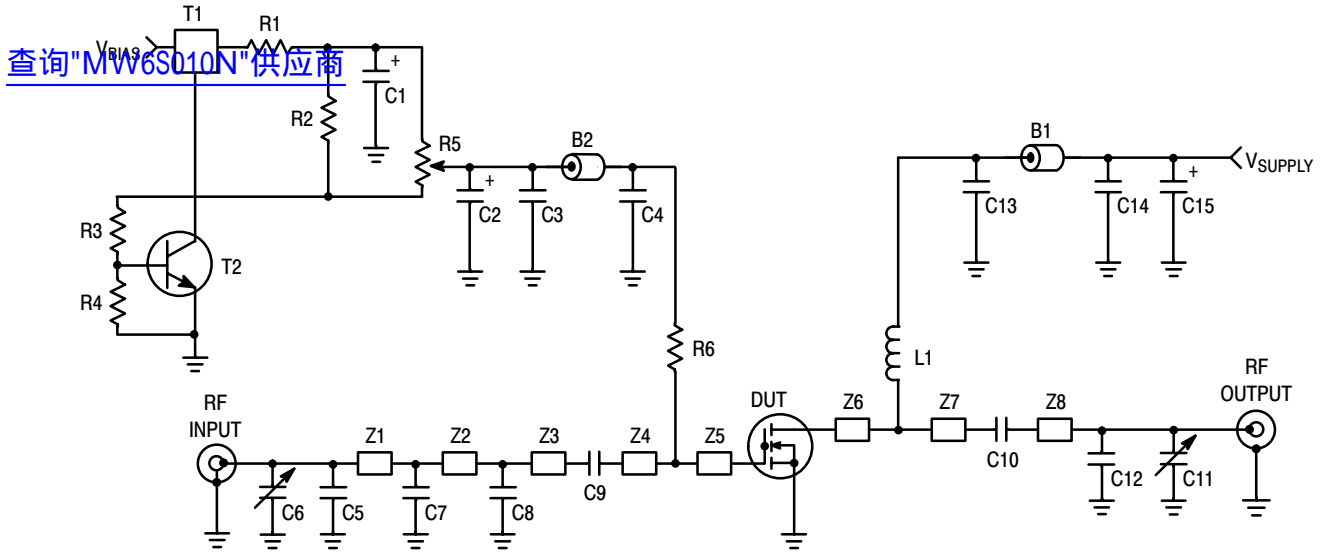 T1
R1
VBIAS
查询"MW6S010N"供应商
+
C1
R2
R5
B2
B1
VSUPPLY
+
C2
C3
C4
C13
C14
+
C15
R3
T2
R4
R6
L1
RF
INPUT
DUT
RF
OUTPUT
Z1
Z2
Z3
Z4
Z5
Z6
Z7
Z8
C9
C10
C6
C5
C7
C8
C12
C11